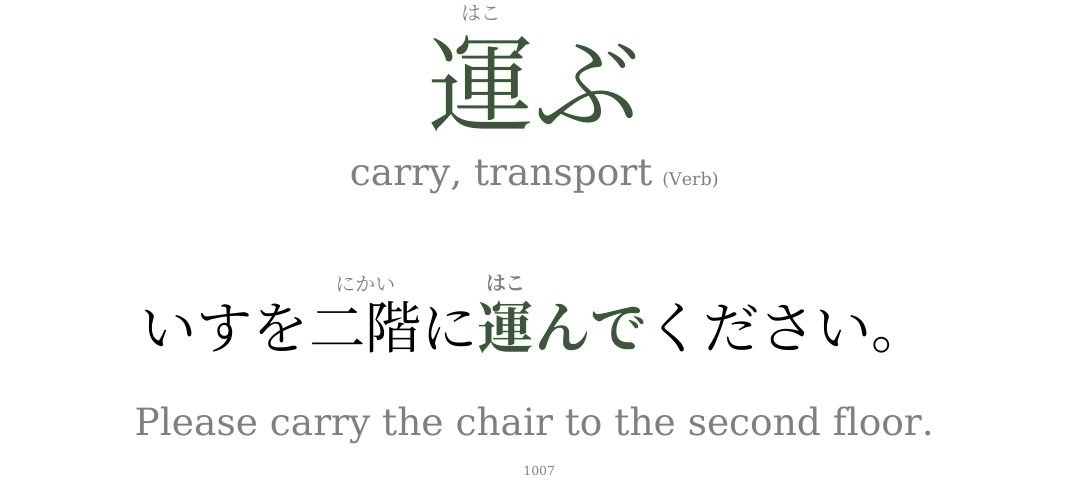 はこ
運ぶ
carry, transport (Verb)
にかい はこ
いすを二階に運んでください。
Please carry the chair to the second floor.
1007